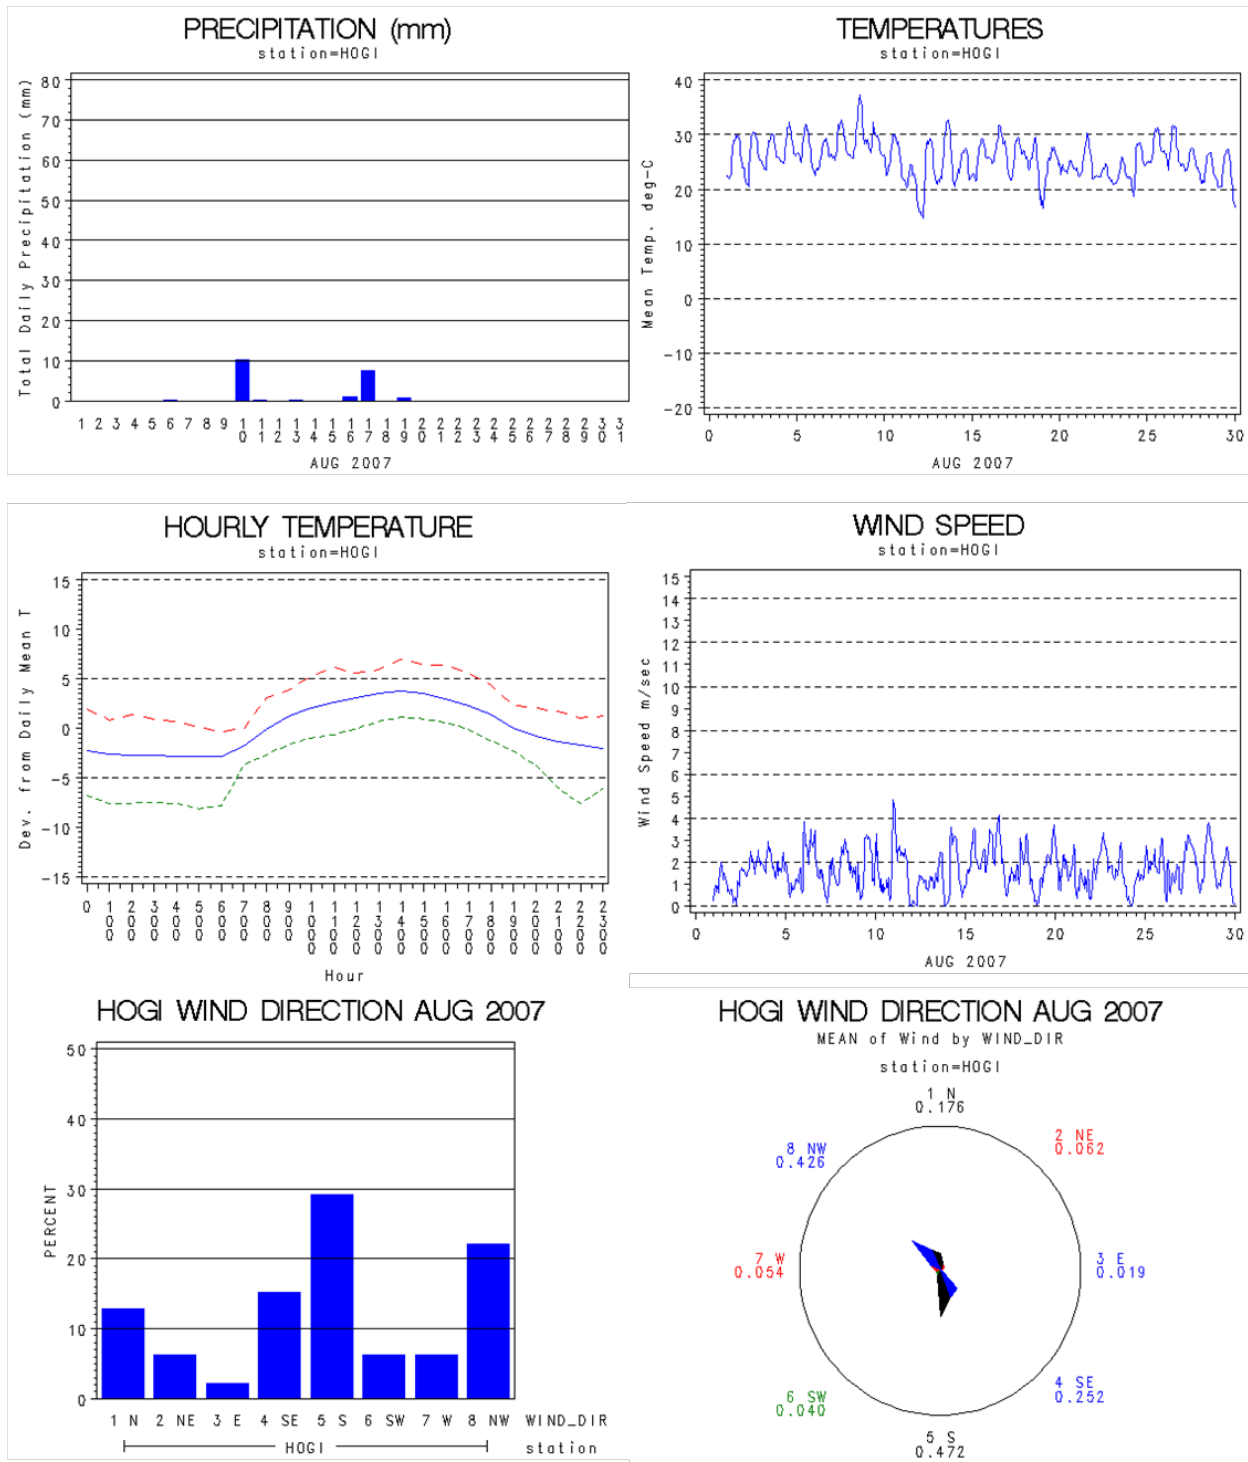 PRECIPITATION (mm)
station=HOGI
Total Daily Precipitation (mm)
80
70
60
50
40
30
20
10
0
1 2 3 4 5 6 7 8 9 10 11 12 13 14 15 16 17 19 20 21 22 23 24 25 26 27 28 29 30 31
AUG 2007
TEMPERATURES
station=HOGI
Mean Temp. deg-C
40
30
20
10
0
-10
-20
0 5 10 15 20 25 30
AUG 2007
HOURLY TEMPERATURE
station=HOGI
Dev. from Daily Mean T
15
10
5
0
-5
-10
-15
0 100 200 300 400 500 600 700 800 900 1000 1100 1200 1300 1400 1500 1600 1700 1800 1900 2000 2100 2200 2300
Hour
WIND SPEED
station=HOGI
Wind Speed m/sec
15
14
13
12
11
10
9
8
7
6
5
4
3
2
1
0
0 5 10 15 20 25 30
AUG 2007
HOGI WIND DIRECTION AUG 2007
PERCENT
50
40
30
20
10
0
1 N 2 NE 3 E 4 SE 5 S 6 SW 7 W 8 NW WIND_DIR
HOGI station
HOGI WIND DIRECTION AUG 2007
MEAN of Wind by WIND_DIR
station=HOGI
1 N
0.176
2 NE
0.062
8 NW
0.426
7 W
0.054
3 E
0.019
4 SE
0.252
6 SW
0.040
5 S
0.472